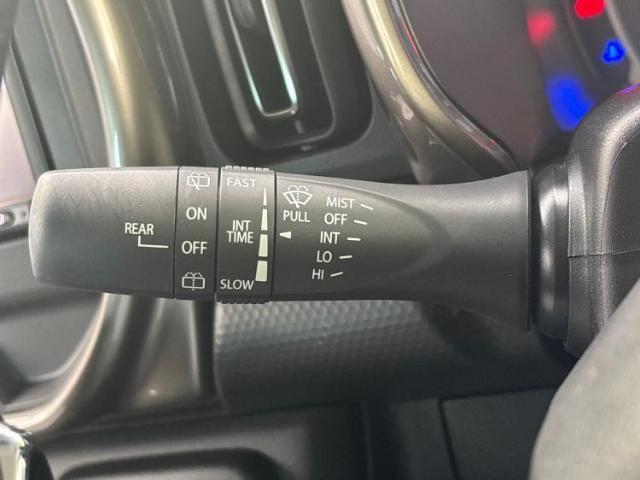 REAR
ON
OFF
FAST
INT
TIME
SLOW
PULL
MIST
OFF
INT
LO
HI